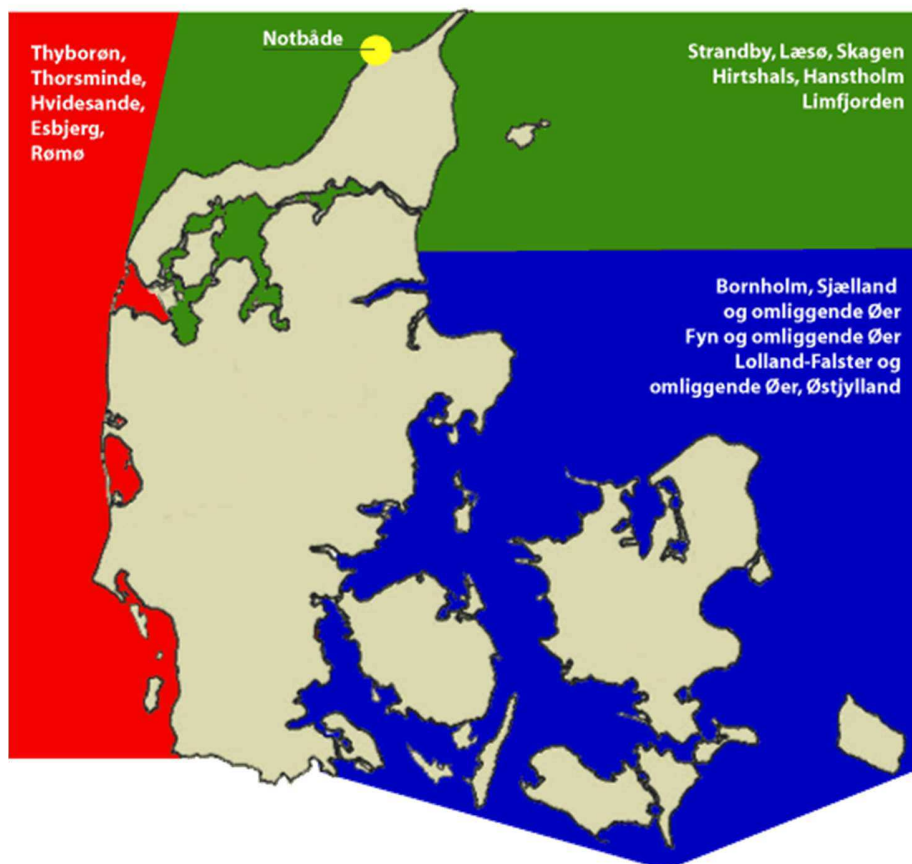 Thyborøn,
Thorsminde,
Hvidesande,
Esbjerg,
Rømø
Notbåde
Strandby, Læsø, Skagen
Hirtshals, Hanstholm
Limfjorden
Bornholm, Sjælland
og omliggende Øer
Fyn og omliggende Øer
Lolland-Falster og
omliggende Øer, Østjylland